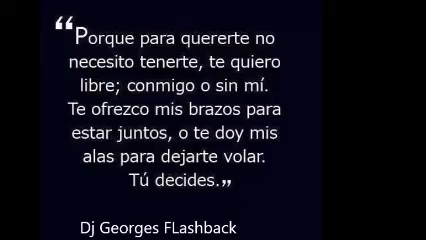 “Porque para quererte no
necesito tenerte, te quiero
libre; conmigo o sin mí.
Te ofrezco mis brazos para
estar juntos, o te doy mis
alas para dejarte volar.
Tú decides.”
Dj Georges FLashback